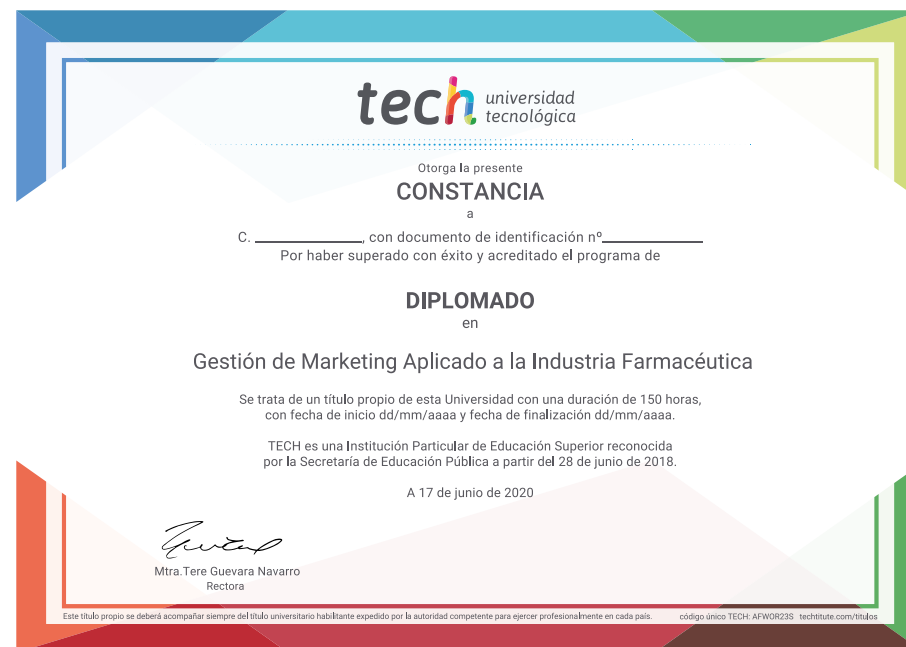 tech universidad
tecnológica
Otorga la presente
CONSTANCIA
a
C. ____________, con documento de identificación nº____________
Por haber superado con éxito y acreditado el programa de
DIPLOMADO
en
Gestión de Marketing Aplicado a la Industria Farmacéutica
Se trata de un título propio de esta Universidad con una duración de 150 horas,
con fecha de inicio dd/mm/aaaa y fecha de finalización dd/mm/aaaa.
TECH es una Institución Particular de Educación Superior reconocida
por la Secretaría de Educación Pública a partir del 28 de junio de 2018.
A 17 de junio de 2020
Mtra.Tere Guevara Navarro
Rectora
Este título propio se deberá acompañar siempre del título universitario habilitante expedido por la autoridad competente para ejercer profesionalmente en cada país. código único TECH: AFWOR23S techtitute.com/titulos